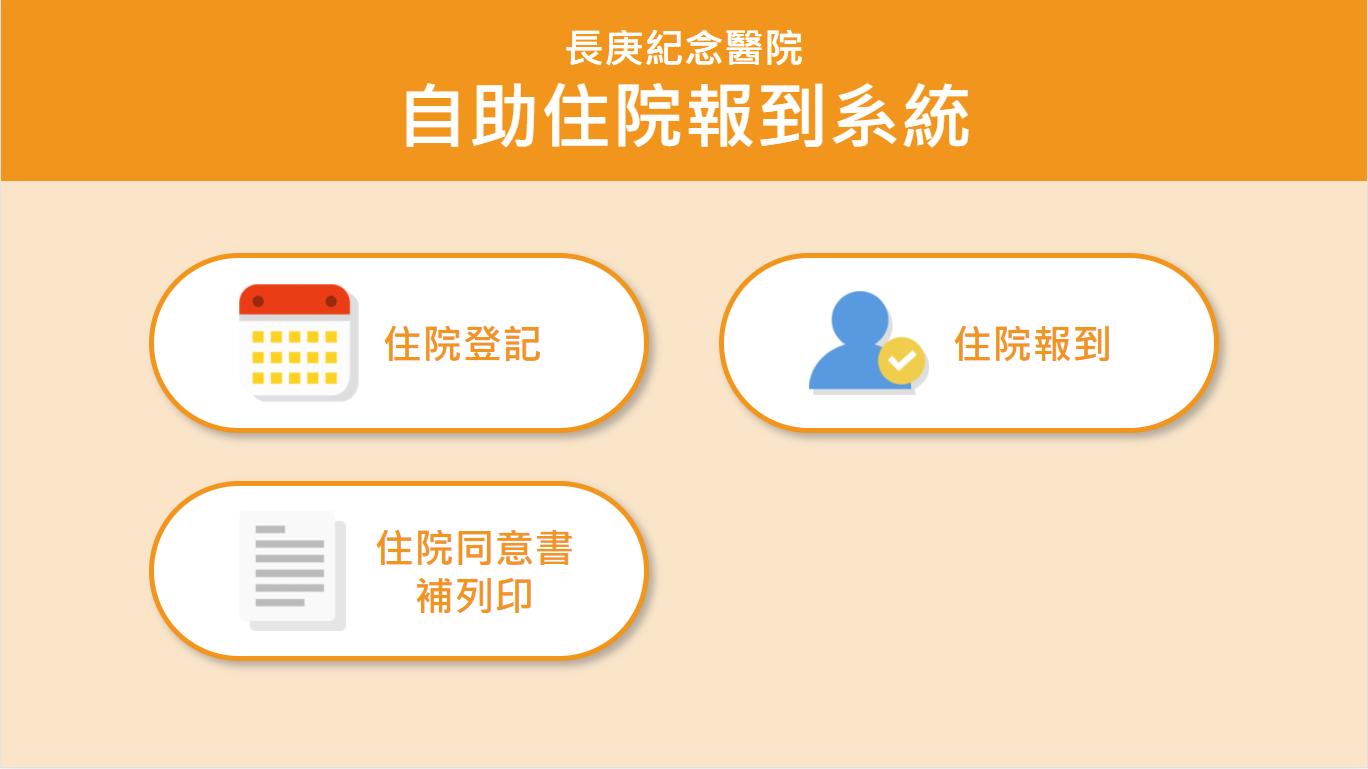 長庚紀念醫院
自助住院報到系統
住院登記
住院報到
住院同意書
補列印